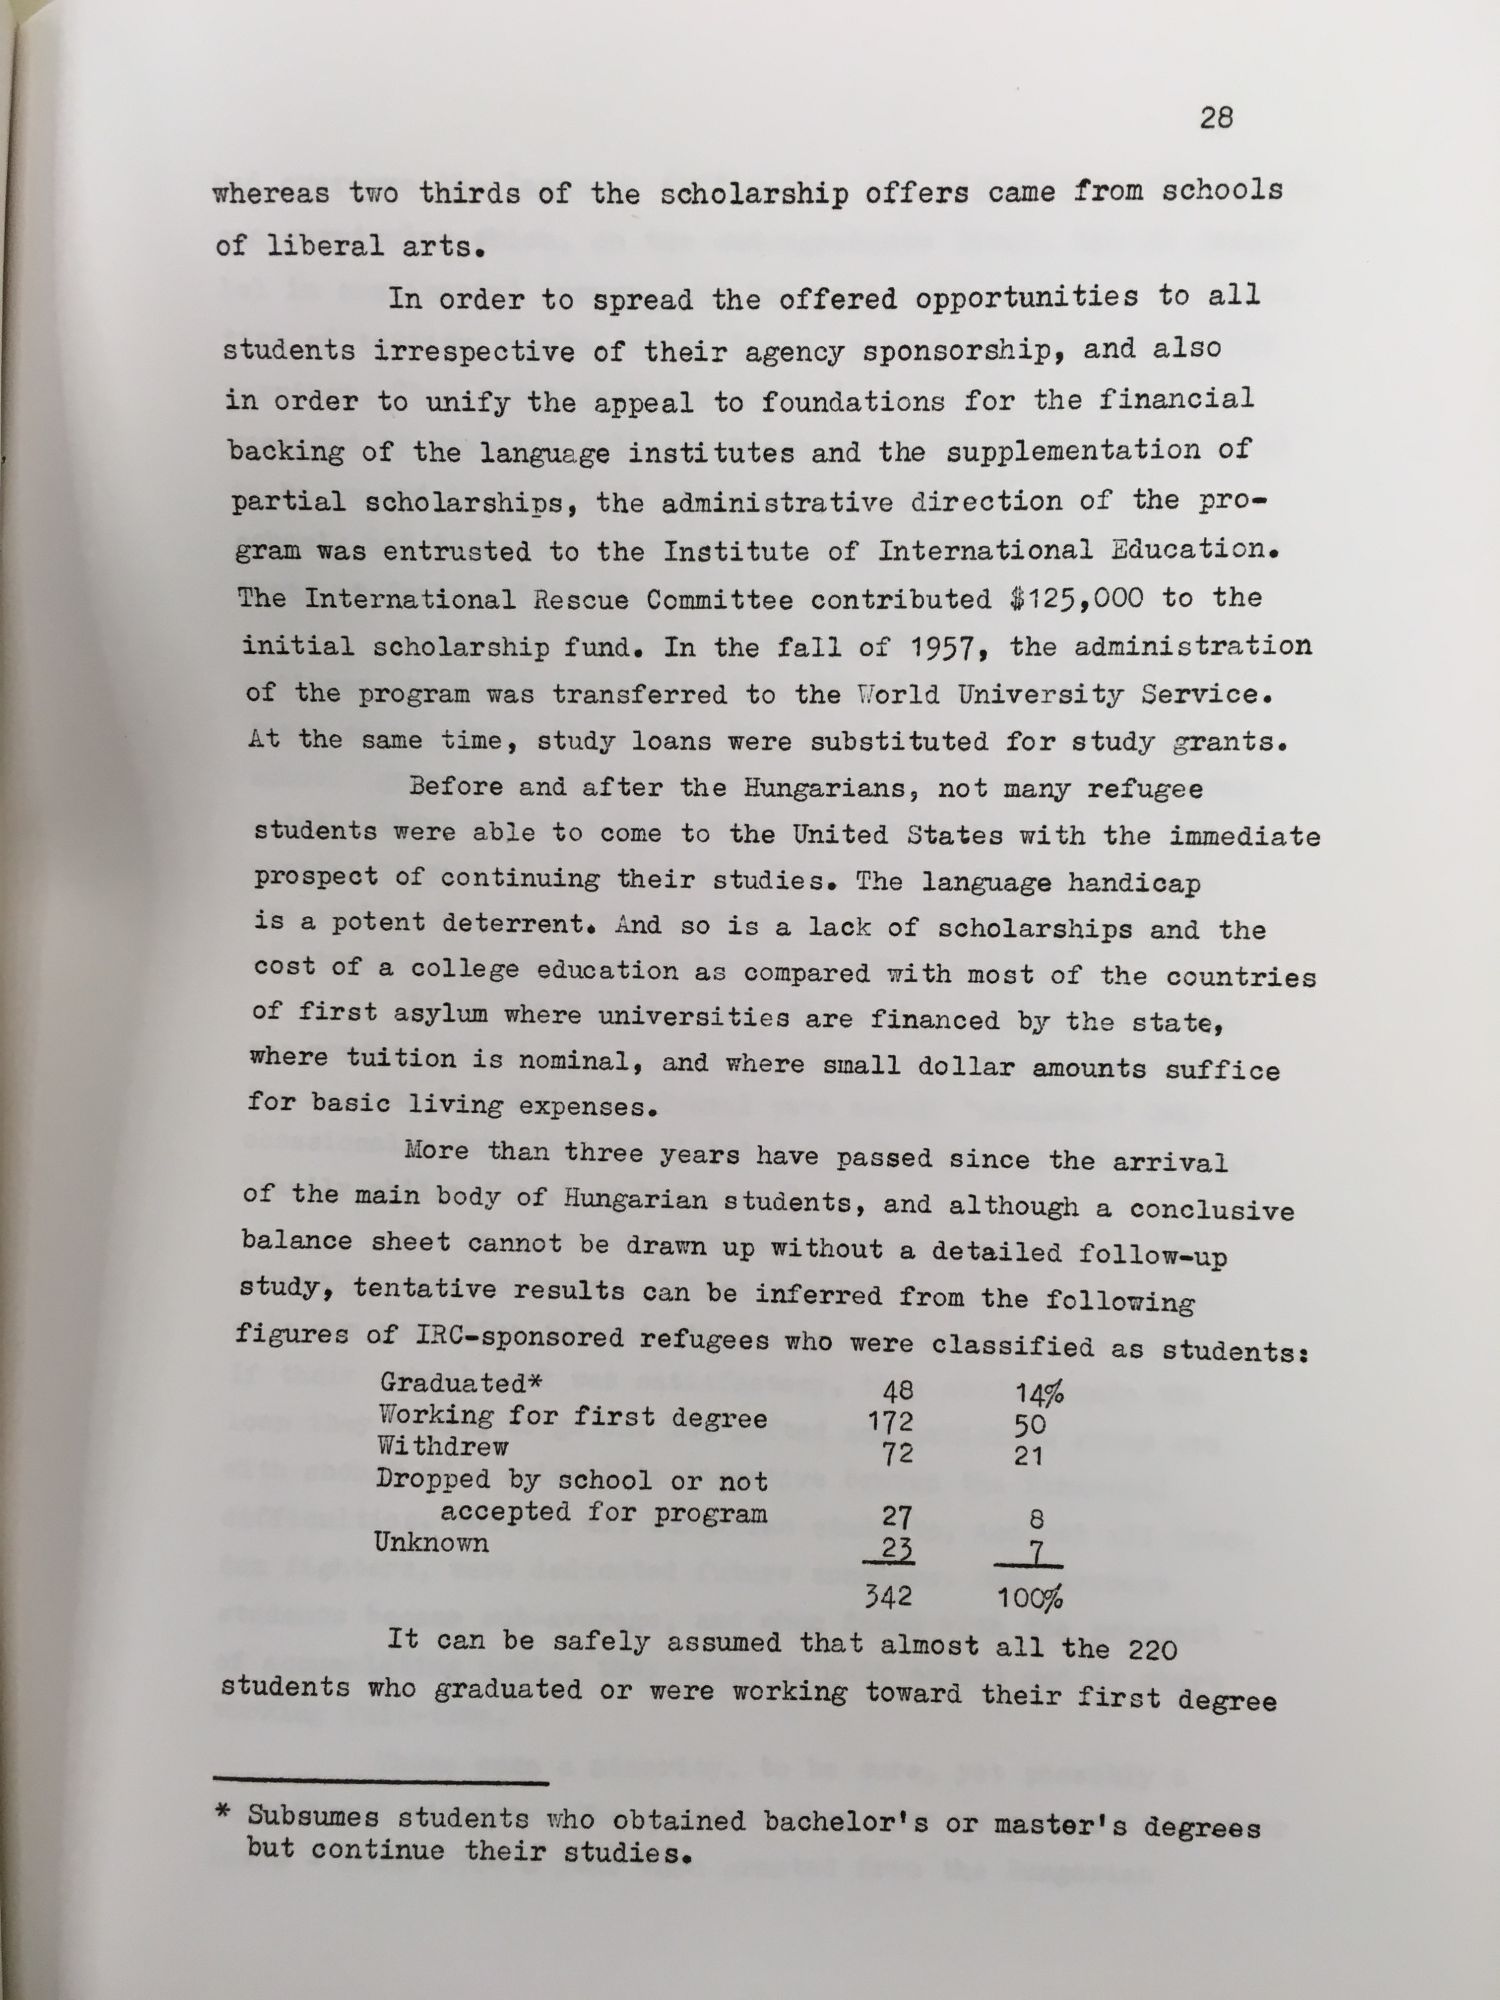 28
whereas two thirds of the scholarship offers came from schools
of liberal arts.
In order to spread the offered opportunities to all
students irrespective of their agency sponsorship, and also
in order to unify the appeal to foundations for the financial
backing of the language institutes and the supplementation of
partial scholarships, the administrative direction of the pro-
gram was entrusted to the Institute of International Education.
The International Rescue Committee contributed $125,000 to the
initial scholarship fund. In the fall of 1957, the administration
of the program was transferred to the World University Service.
At the same time, study loans were substituted for study grants.
Before and after the Hungarians, not many refugee
students were able to come to the United States with the immediate
prospect of continuing their studies. The language handicap
is a potent deterrent. And so is a lack of scholarships and the
cost of a college education as compared with most of the countries
of first asylum where universities are financed by the state,
where tuition is nominal, and where small dollar amounts suffice
for basic living expenses.
More than three years have passed since the arrival
of the main body of Hungarian students, and although a conclusive
balance sheet cannot be drawn up without a detailed follow-up
study, tentative results can be inferred from the following
figures of IRC-sponsored refugees who were classified as students:
Graduated* 48 14%
Working for first degree 172 50
Withdrew 72 21
Dropped by school or not
accepted for program 27 8
Unknown 23 7
342 100%
It can be safely assumed that almost all the 220
students who graduated or were working toward their first degree
* Subsumes students who obtained bachelor's or master's degrees
but continue their studies.